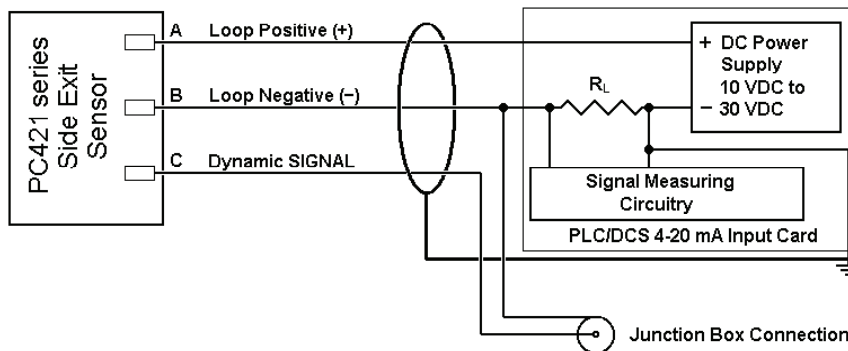 PC421 series
Side Exit
Sensor
A Loop Positive (+)
B Loop Negative (−)
C Dynamic SIGNAL
R_L
+ DC Power
Supply
10 VDC to
− 30 VDC
Signal Measuring
Circuitry
PLC/DCS 4-20 mA Input Card
Junction Box Connection